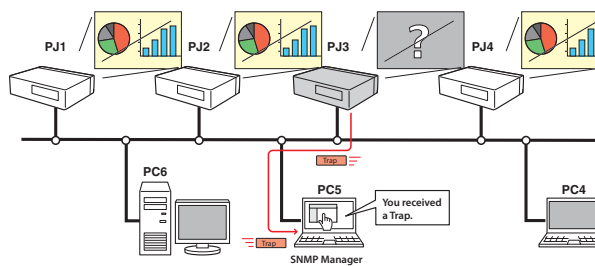 PJ1
PJ2
PJ3
PJ4
?
Trap
PC6
PC5
PC4
You received
a Trap.
Trap
SNMP Manager